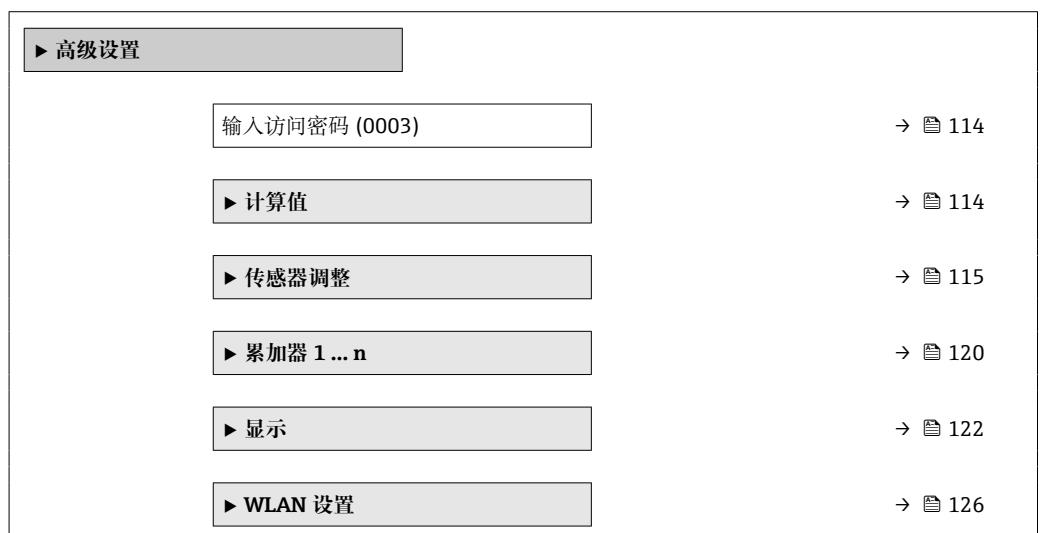 ▶ 高级设置
输入访问密码 (0003) → 🖹 114
▶ 计算值 → 🖹 114
▶ 传感器调整 → 🖹 115
▶ 累加器 1 ... n → 🖹 120
▶ 显示 → 🖹 122
▶ WLAN 设置 → 🖹 126